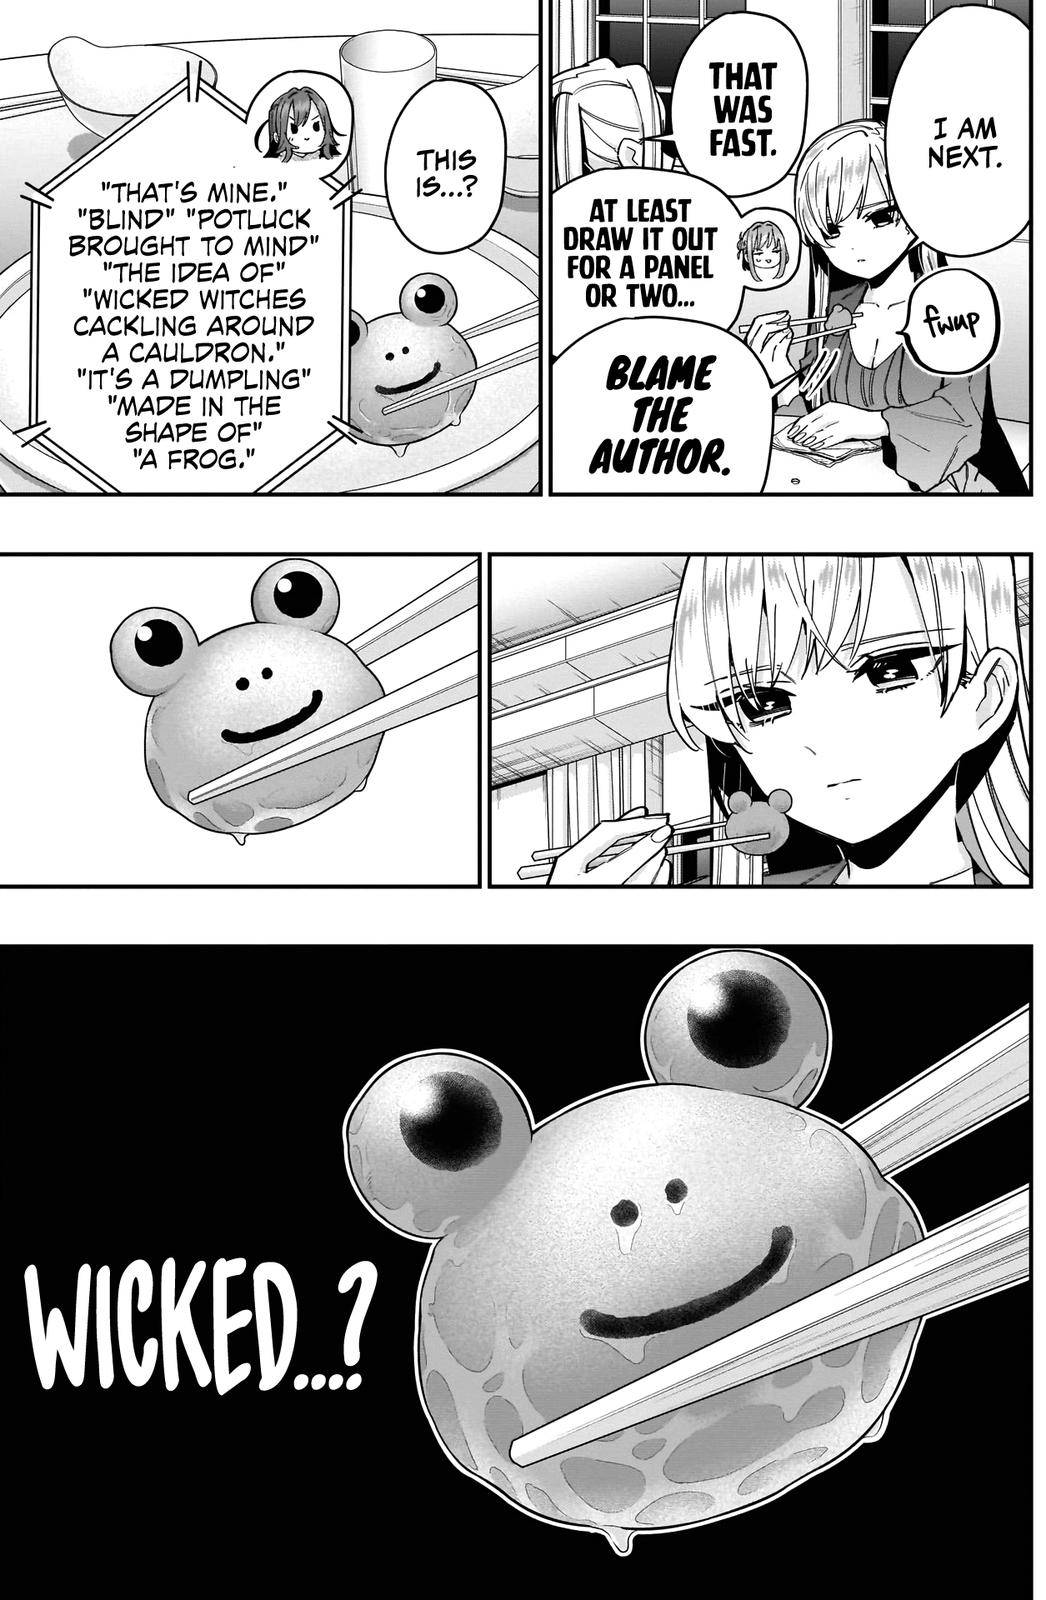 I AM
NEXT.
fwup
THAT
WAS
FAST.
AT LEAST
DRAW IT OUT
FOR A PANEL
OR TWO...
BLAME
THE
AUTHOR.
THIS
IS...?
"THAT'S MINE."
"BLIND" "POTLUCK
BROUGHT TO MIND"
"THE IDEA OF"
"WICKED WITCHES
CACKLING AROUND
A CAULDRON."
"IT'S A DUMPLING"
"MADE IN THE
SHAPE OF"
"A FROG."
WICKED....?